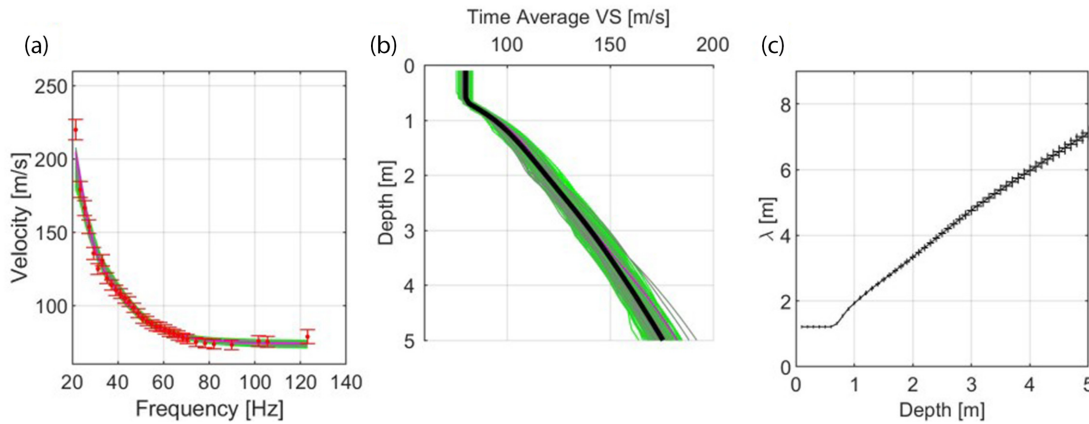 (a)
250
200
150
100
Velocity [m/s]
20 40 60 80 100 120 140
Frequency [Hz]
(b)
Time Average VS [m/s]
100 150 200
0
1
2
3
4
5
Depth [m]
(c)
8
6
4
2
0
λ [m]
0 1 2 3 4 5
Depth [m]